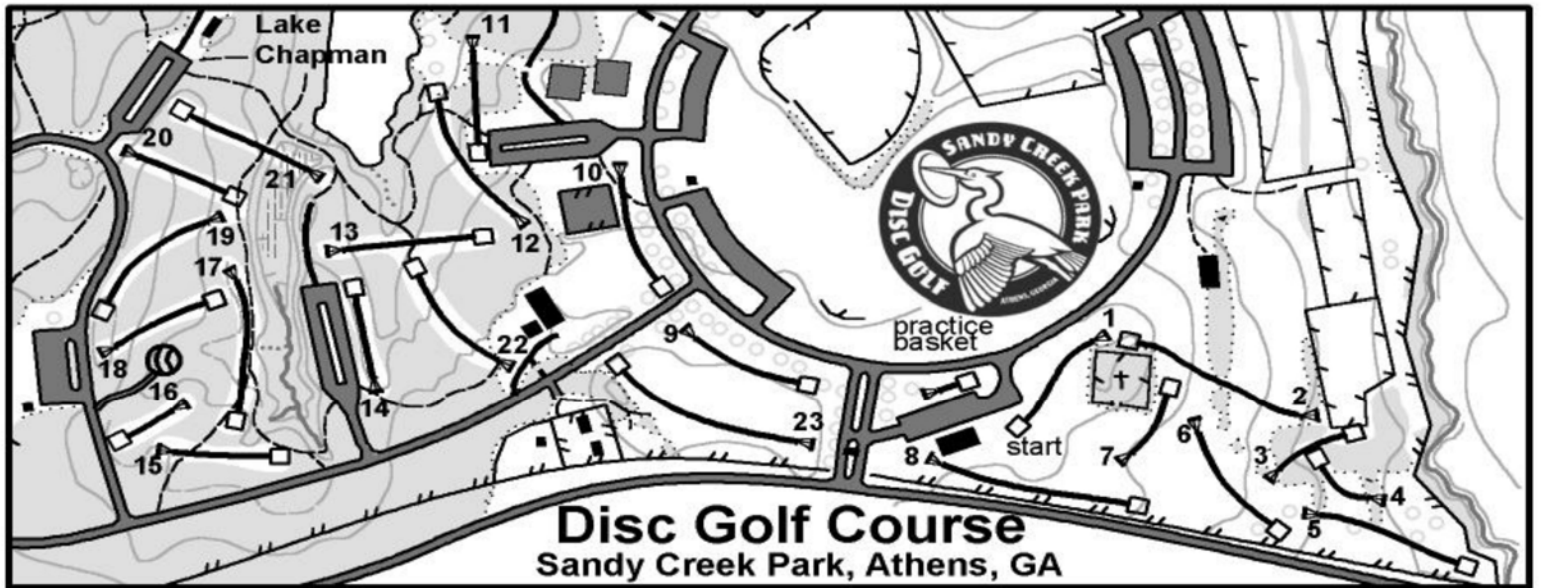 Lake
Chapman
11
20
21
10
19
13
12
17
SANDY CREEK PARK
DISC GOLF
ATHENS, GEORGIA
practice
basket
1
9
22
18
16
14
2
23
6
start
8
7
3
15
4
5
Disc Golf Course
Sandy Creek Park, Athens, GA